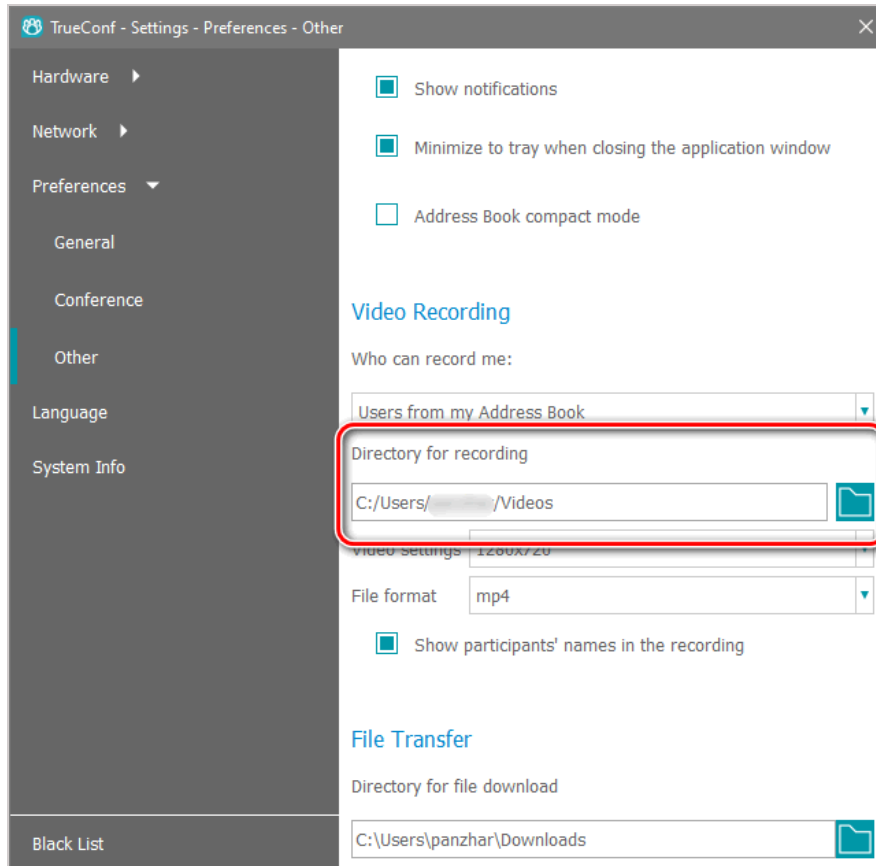 TrueConf - Settings - Preferences - Other
Hardware
Network
Preferences
General
Conference
Other
Language
System Info
Black List
Show notifications
Minimize to tray when closing the application window
Address Book compact mode
Video Recording
Who can record me:
Users from my Address Book
Directory for recording
C:/Users/ /Videos
Video settings 1280x720
File format mp4
Show participants' names in the recording
File Transfer
Directory for file download
C:\Users\panzhar\Downloads